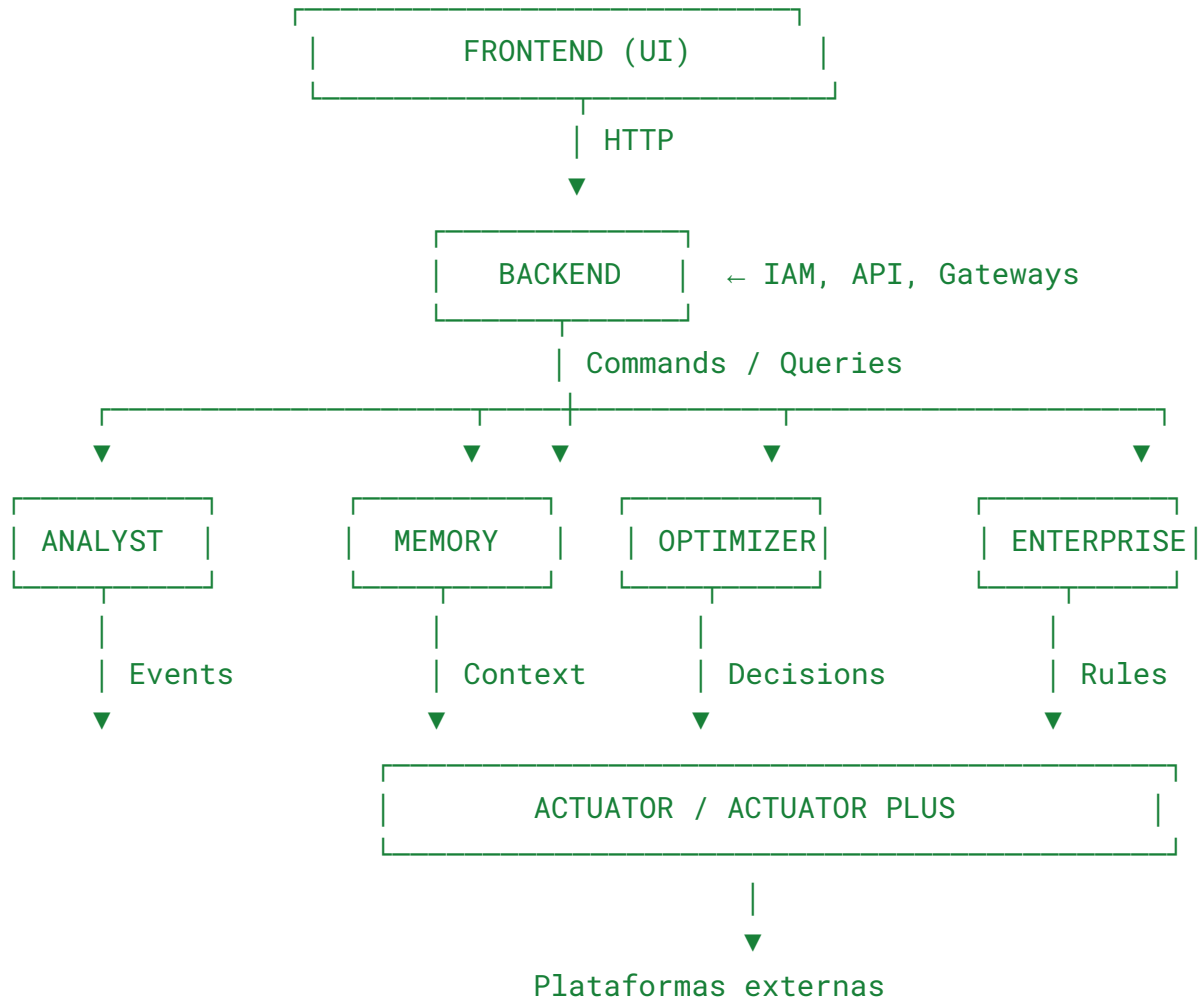 FRONTEND (UI)
HTTP
BACKEND ← IAM, API, Gateways
Commands / Queries
ANALYST MEMORY OPTIMIZER ENTERPRISE
Events Context Decisions Rules
ACTUATOR / ACTUATOR PLUS
Plataformas externas